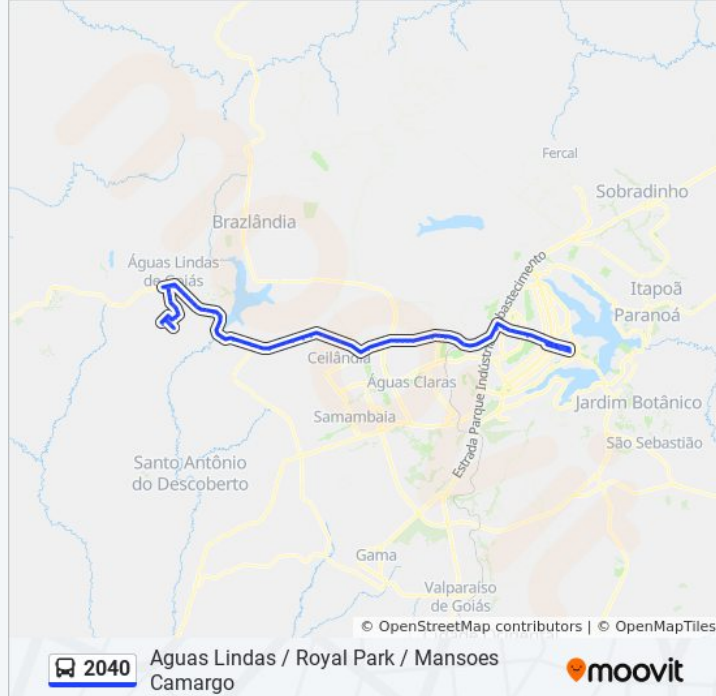 Fercal
Sobradinho
Brazlândia
Estrada Parque Indústria e Abastecimento
Águas Lindas
de Goiás
Itapoã
Paranoá
Ceilândia
Águas Claras
Jardim Botânico
Samambaia
São Sebastião
Santo Antônio
do Descoberto
Gama
Valparaíso
de Goiás
© OpenStreetMap contributors | © OpenMapTiles
2040
Aguas Lindas / Royal Park / Mansoes
Camargo
moovit